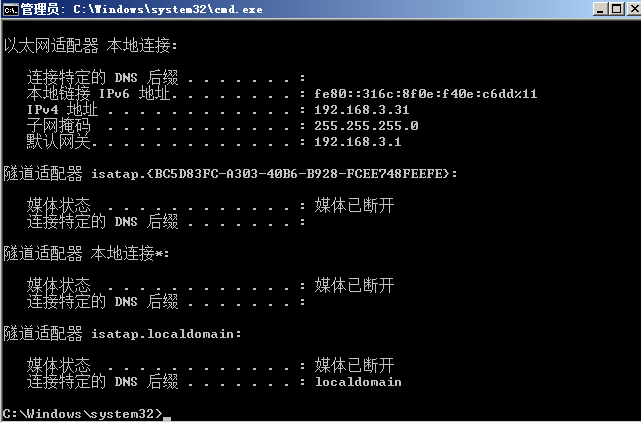 管理员: C:\Windows\system32\cmd.exe
以太网适配器 本地连接:
连接特定的 DNS 后缀 . . . . . . . :
本地链接 IPv6 地址. . . . . . . . : fe80::316c:8f0e:f40e:c6dd%11
IPv4 地址 . . . . . . . . . . . . : 192.168.3.31
子网掩码 . . . . . . . . . . . . : 255.255.255.0
默认网关. . . . . . . . . . . . . : 192.168.3.1
隧道适配器 isatap.{BC5D83FC-A303-40B6-B928-FCEE748FEEFE}:
媒体状态 . . . . . . . . . . . . : 媒体已断开
连接特定的 DNS 后缀 . . . . . . . :
隧道适配器 本地连接*:
媒体状态 . . . . . . . . . . . . : 媒体已断开
连接特定的 DNS 后缀 . . . . . . . :
隧道适配器 isatap.localdomain:
媒体状态 . . . . . . . . . . . . : 媒体已断开
连接特定的 DNS 后缀 . . . . . . . : localdomain
C:\Windows\system32>_